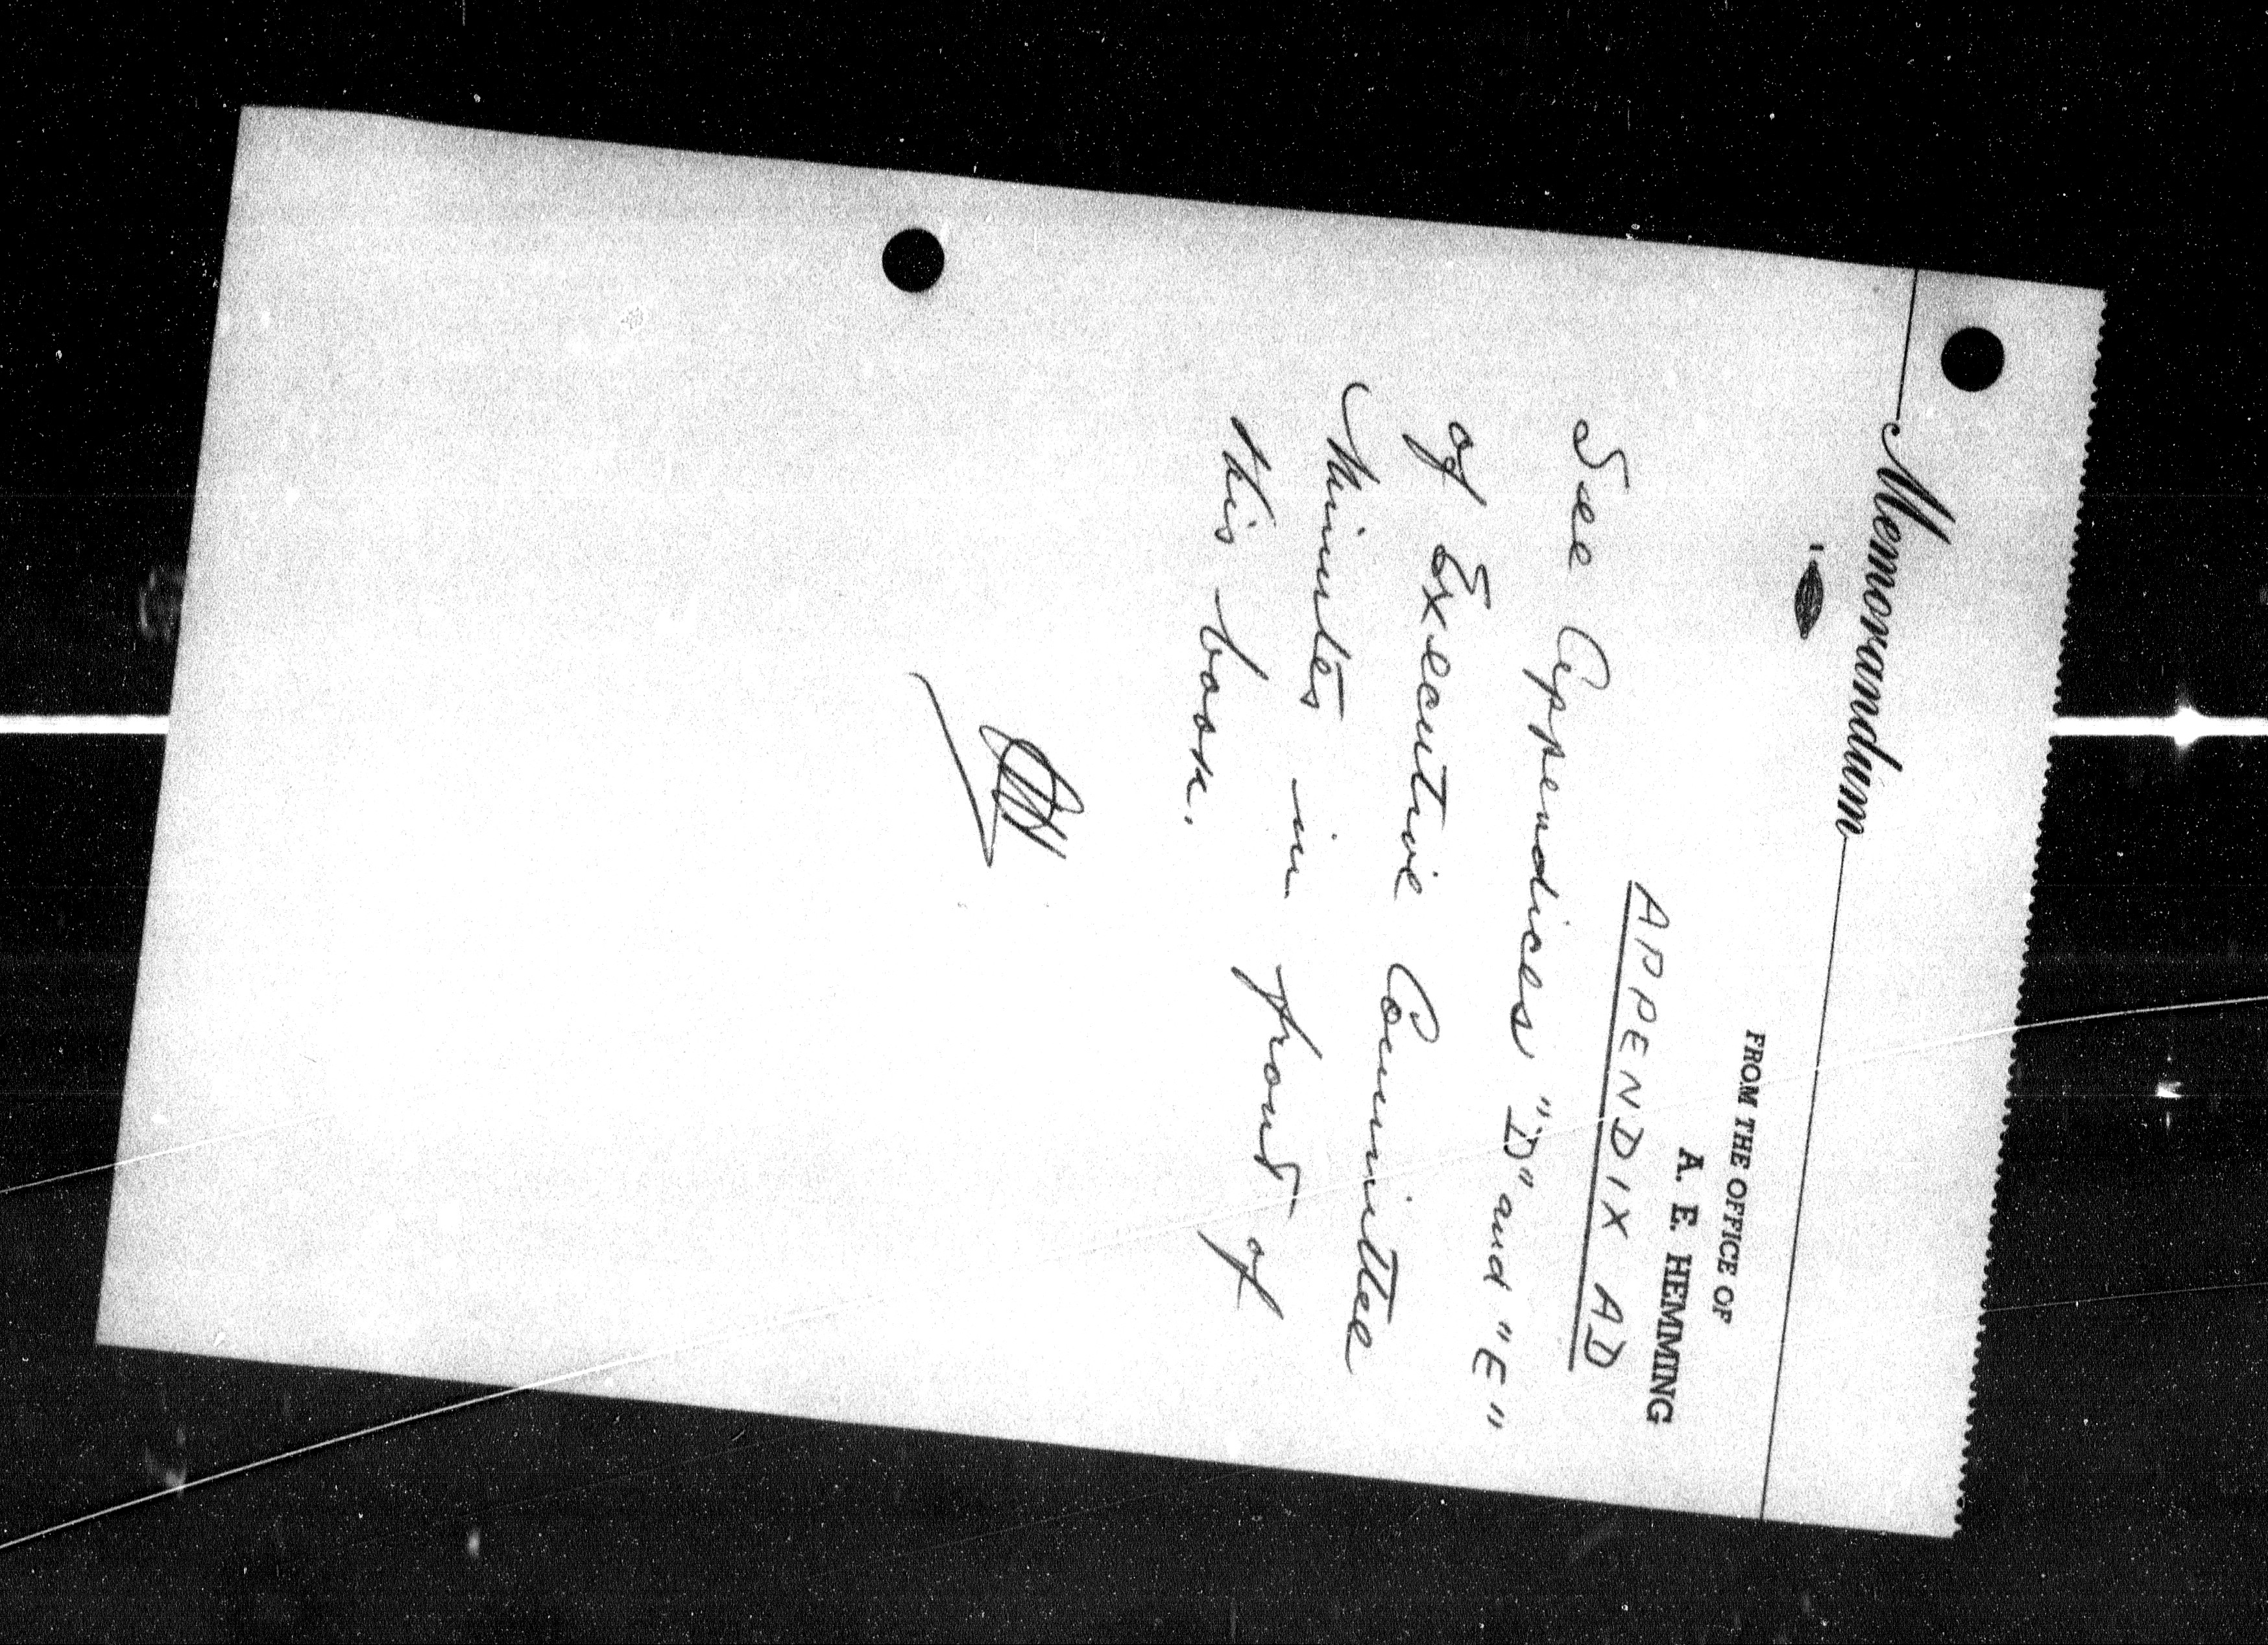 Memorandum
FROM THE OFFICE OF
A. E. HEMMING
APPENDIX AD
See Appendices "D" and "E"
of Executive Committee
Minutes in front of
this book.